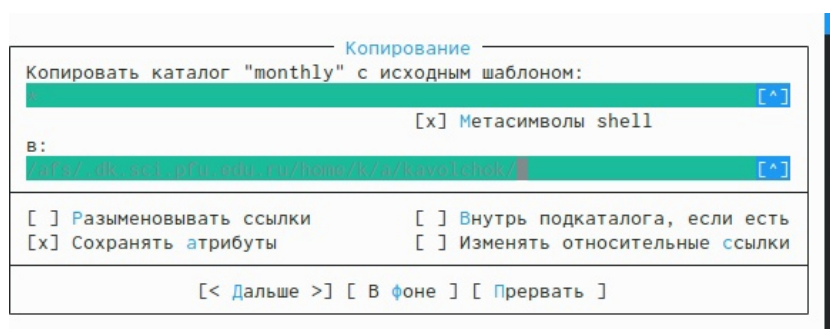 Копирование
Копировать каталог "monthly" с исходным шаблоном:
* [^]
[x] Метасимволы shell
в:
/afs/.dk.sci.pfu.edu.ru/home/k/a/kavolchok/ [^]
[ ] Разыменовывать ссылки [ ] Внутрь подкаталога, если есть
[x] Сохранять атрибуты [ ] Изменять относительные ссылки
[< Дальше >] [ В фоне ] [ Прервать ]